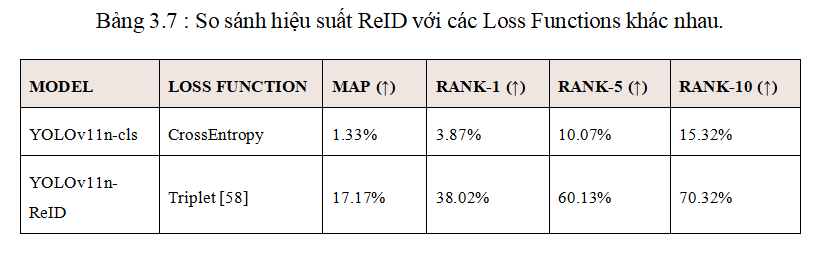 Bảng 3.7 : So sánh hiệu suất ReID với các Loss Functions khác nhau.
MODEL LOSS FUNCTION MAP (↑) RANK-1 (↑) RANK-5 (↑) RANK-10 (↑)
YOLOv11n-cls CrossEntropy 1.33% 3.87% 10.07% 15.32%
YOLOv11n-
ReID Triplet [58] 17.17% 38.02% 60.13% 70.32%